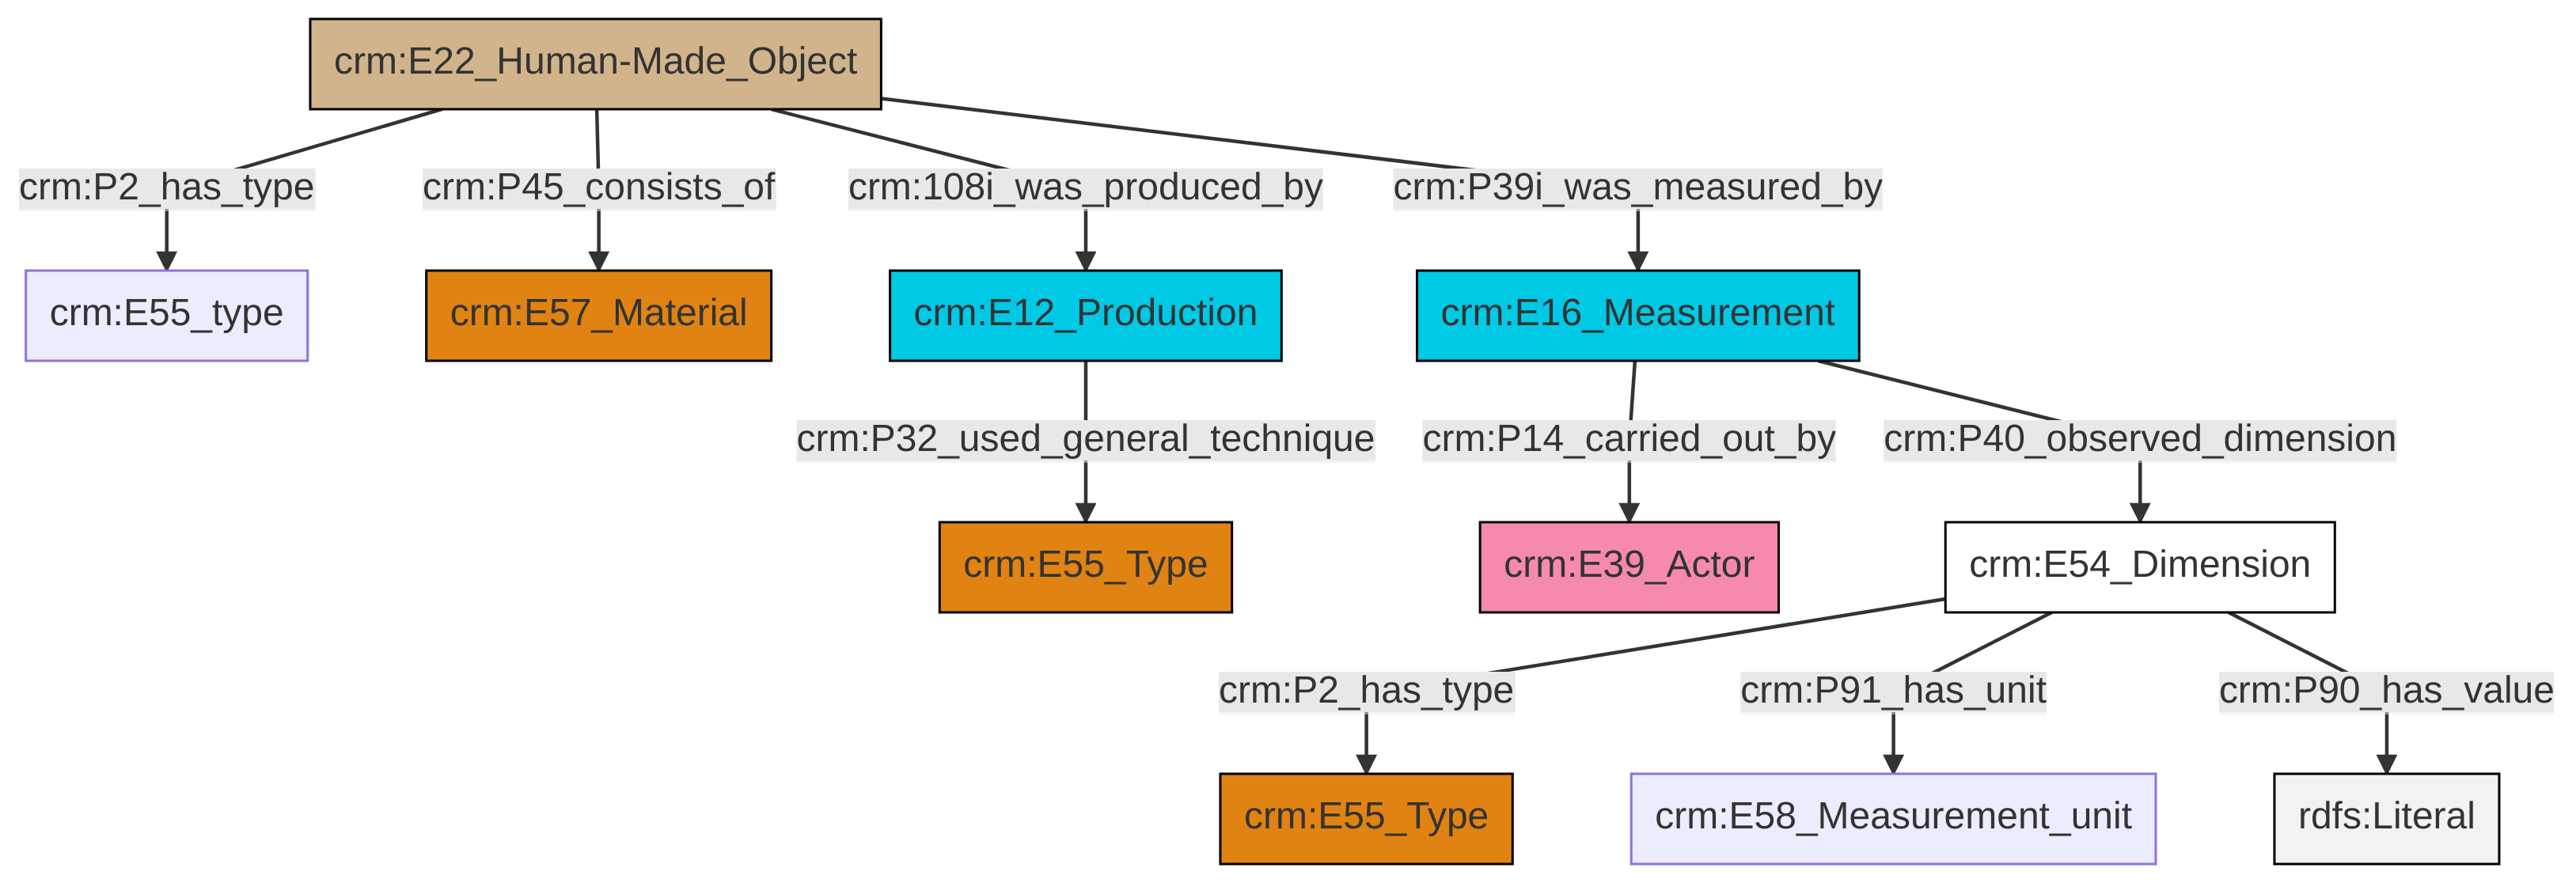 crm:E22_Human-Made_Object
crm:P2_has_type
crm:P45_consists_of
crm:108i_was_produced_by
crm:P39i_was_measured_by
crm:E55_type
crm:E57_Material
crm:E12_Production
crm:E16_Measurement
crm:P32_used_general_technique
crm:P14_carried_out_by
crm:P40_observed_dimension
crm:E55_Type
crm:E39_Actor
crm:E54_Dimension
crm:P2_has_type
crm:P91_has_unit
crm:P90_has_value
crm:E55_Type
crm:E58_Measurement_unit
rdfs:Literal